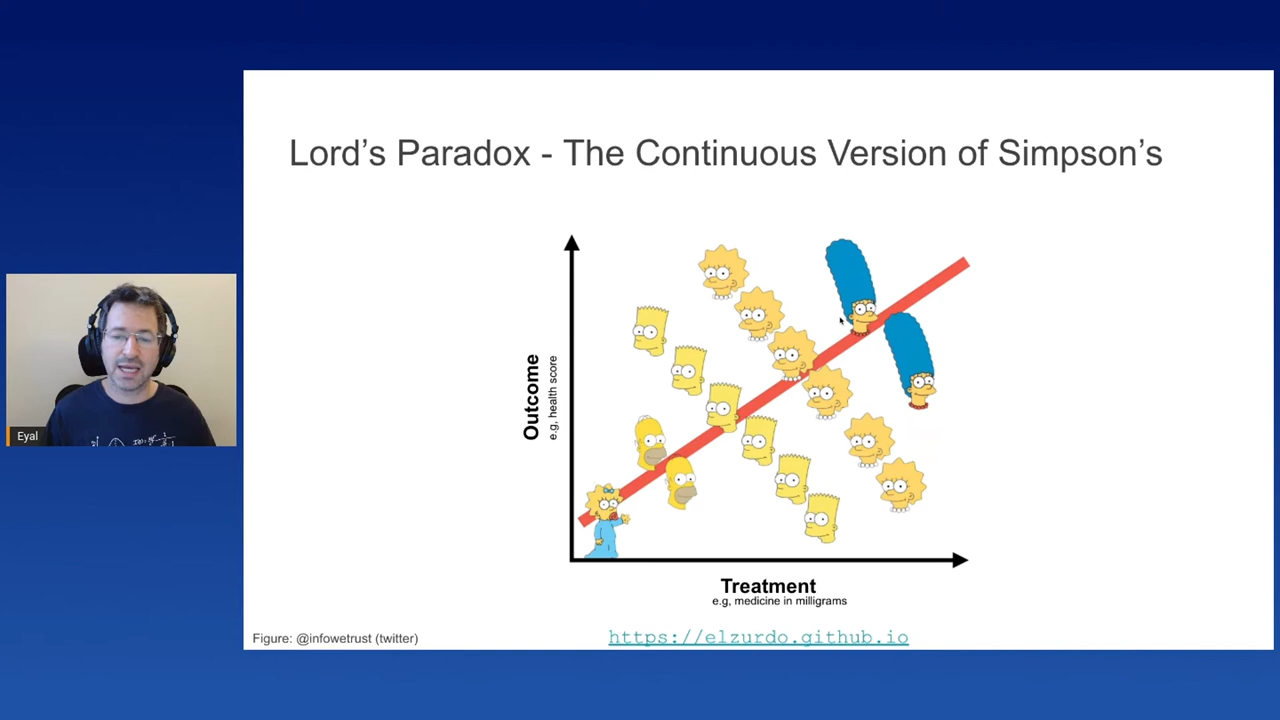 Lord's Paradox - The Continuous Version of Simpson's
Outcome
e.g, health score
Treatment
e.g, medicine in milligrams
Figure: @infowetrust (twitter)
https://elzurdo.github.io
Eyal